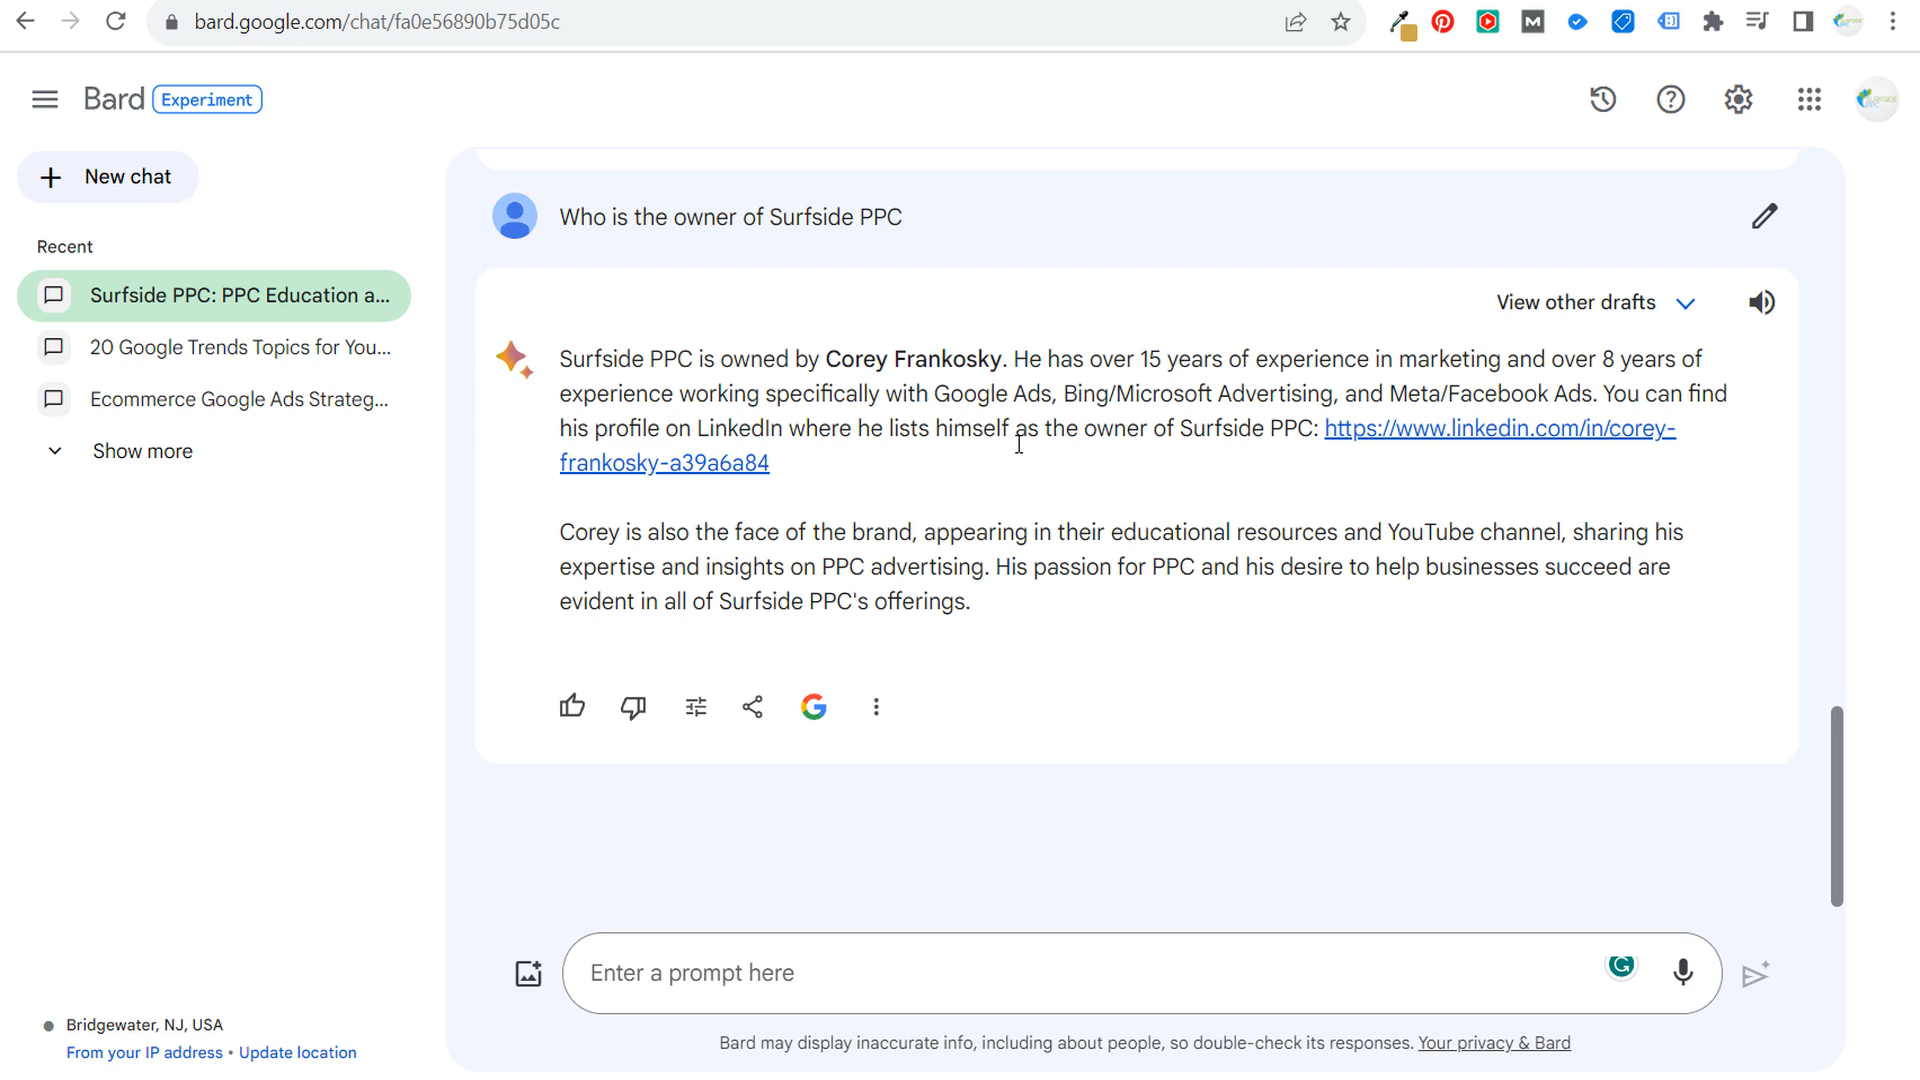 bard.google.com/chat/fa0e56890b75d05c
Bard Experiment
New chat
Recent
Surfside PPC: PPC Education a...
20 Google Trends Topics for You...
Ecommerce Google Ads Strateg...
Show more
Bridgewater, NJ, USA
From your IP address • Update location
Who is the owner of Surfside PPC
View other drafts
Surfside PPC is owned by Corey Frankosky. He has over 15 years of experience in marketing and over 8 years of
experience working specifically with Google Ads, Bing/Microsoft Advertising, and Meta/Facebook Ads. You can find
his profile on LinkedIn where he lists himself as the owner of Surfside PPC: https://www.linkedin.com/in/corey-
frankosky-a39a6a84
Corey is also the face of the brand, appearing in their educational resources and YouTube channel, sharing his
expertise and insights on PPC advertising. His passion for PPC and his desire to help businesses succeed are
evident in all of Surfside PPC's offerings.
Enter a prompt here
Bard may display inaccurate info, including about people, so double-check its responses. Your privacy & Bard